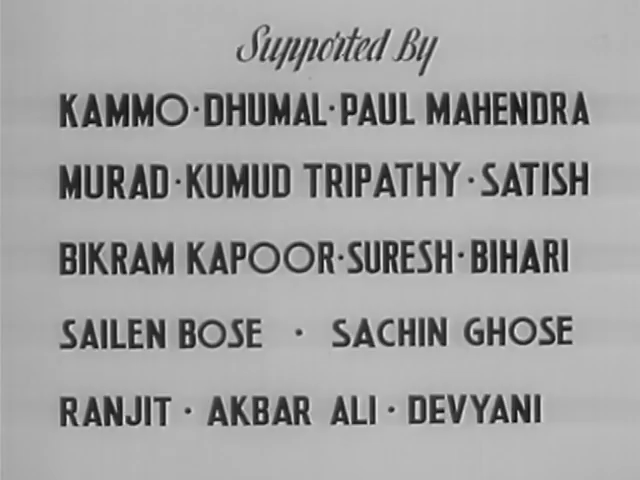 Supported By
KAMMO·DHUMAL·PAUL MAHENDRA
MURAD·KUMUD TRIPATHY·SATISH
BIKRAM KAPOOR·SURESH·BIHARI
SAILEN BOSE · SACHIN GHOSE
RANJIT · AKBAR ALI · DEVYANI